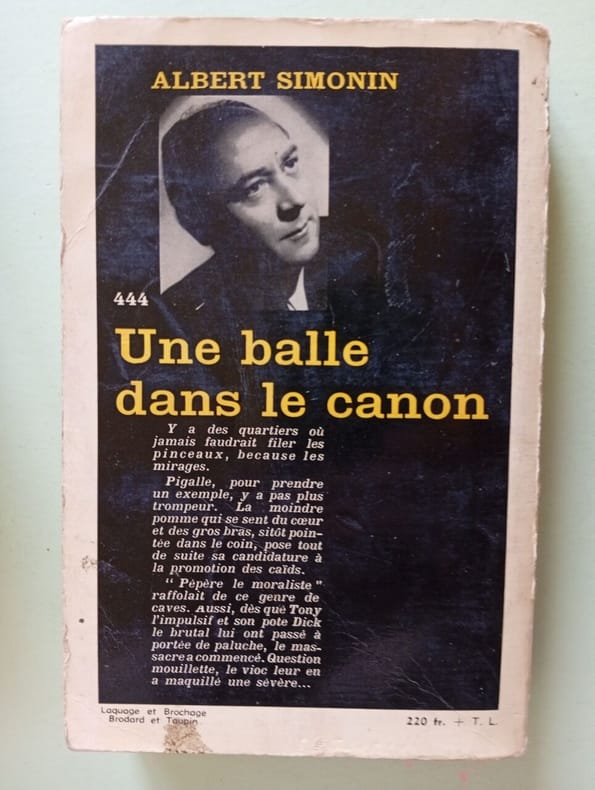 ALBERT SIMONIN
444
Une balle
dans le canon
Y a des quartiers où
jamais faudrait filer les
pinceaux, because les
mirages.
Pigalle, pour prendre
un exemple, y a pas plus
trompeur. La moindre
pomme qui se sent du cœur
et des gros bras, sitôt poin-
tée dans le coin, pose tout
de suite sa candidature à
la promotion des caïds.
“ Pépère le moraliste ”
raffolait de ce genre de
caves. Aussi, dès que Tony
l'impulsif et son pote Dick
le brutal lui ont passé à
portée de paluche, le mas-
sacre a commencé. Question
mouillette, le vioc leur en
a maquillé une sévère...
Laquage et Brochage
Brodard et Taupin
220 fr. + T. L.